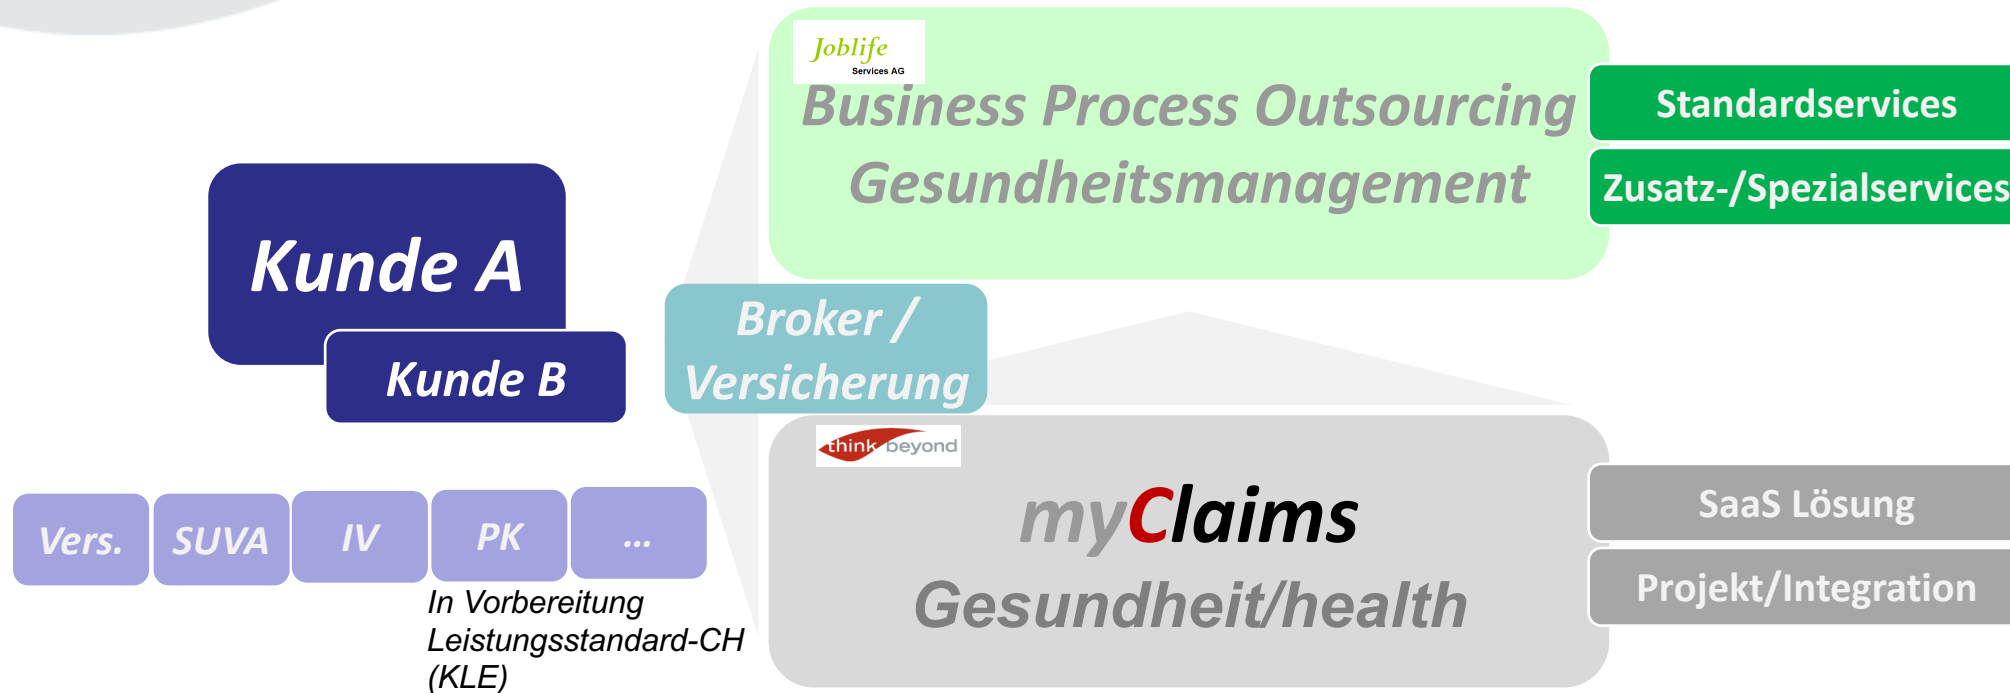 Joblife
Services AG
Business Process Outsourcing
Gesundheitsmanagement
Standardservices
Zusatz-/Spezialservices
Kunde A
Kunde B
Broker /
Versicherung
think beyond
myClaims
Gesundheit/health
SaaS Lösung
Projekt/Integration
Vers.
SUVA
IV
PK
...
In Vorbereitung
Leistungsstandard-CH
(KLE)